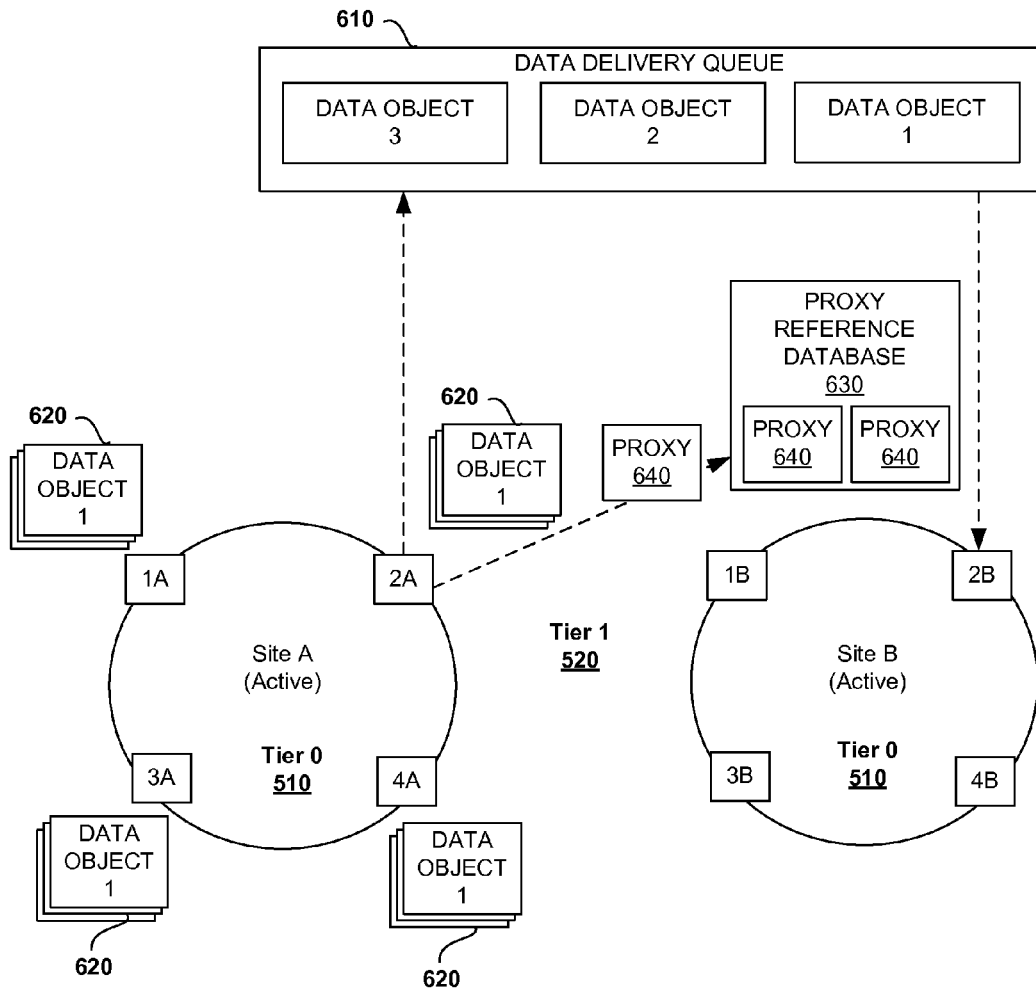 610
DATA DELIVERY QUEUE
DATA OBJECT
3
DATA OBJECT
2
DATA OBJECT
1
PROXY
REFERENCE
DATABASE
630
PROXY
640
PROXY
640
PROXY
640
620
DATA
OBJECT
1
620
DATA
OBJECT
1
1A
2A
1B
2B
Site A
(Active)
Tier 0
510
Tier 1
520
Site B
(Active)
Tier 0
510
3A
4A
3B
4B
DATA
OBJECT
1
620
DATA
OBJECT
1
620